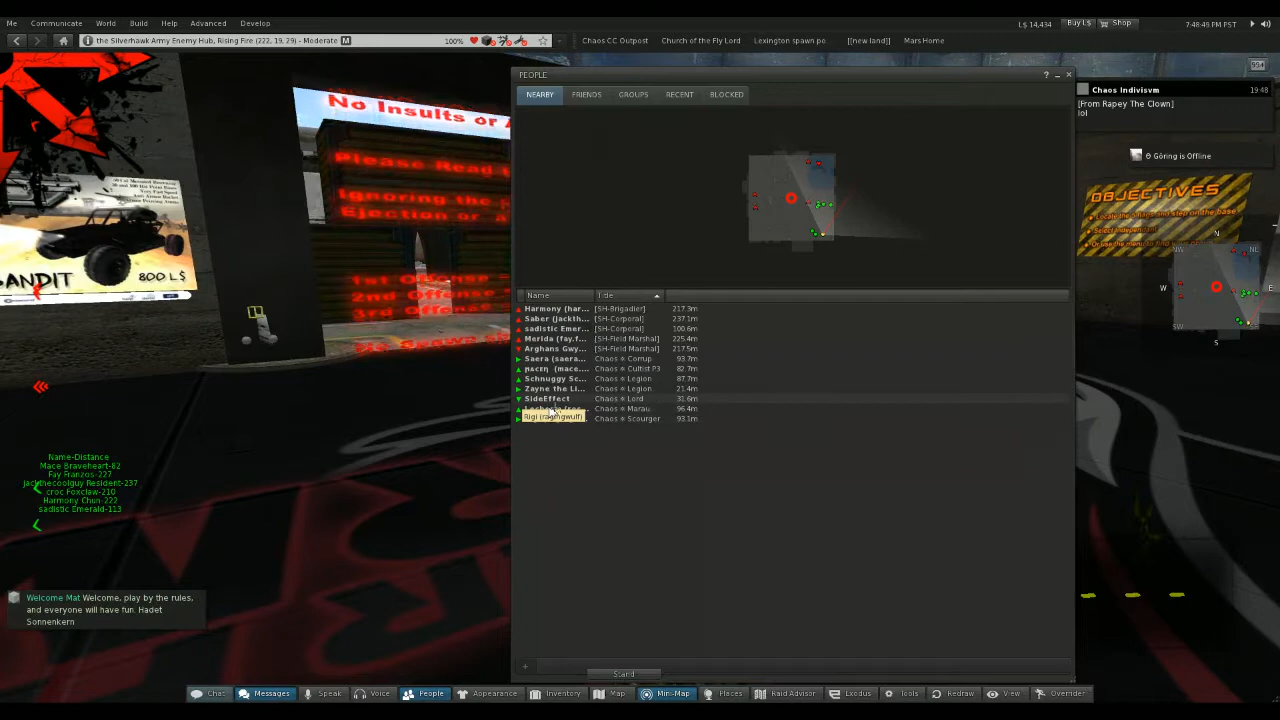 Me Communicate World Build Help Advanced Develop
L$ 14,434 Buy L$ Shop 7:48:49 PM PST
the Silverhawk Army Enemy Hub, Rising Fire (222, 19, 29) - Moderate M 100%
Chaos CC Outpost Church of the Fly Lord Lexington spawn po [[new land]] Mars Home
PEOPLE
NEARBY FRIENDS GROUPS RECENT BLOCKED
Chaos Indivisvm 19:48
[From Rapey The Clown]
lol
Θ Göring is Offline
OBJECTIVES
No Insults or
Please Read
Ignoring the
Ejection or a
1st Offense
2nd Offense
3rd Offense
800 L$
N
NW NE
W E
SW SE
S
Name Title
Harmony (har... [SH-Brigadier] 217.3m
Saber (Jackth... [SH-Corporal] 237.1m
sadistic Emer... [SH-Corporal] 100.6m
Merida (fay.f... [SH-Field Marshal] 225.4m
Arghans Gwy... [SH-Field Marshal] 217.5m
Saera (saera... Chaos ※ Corrup 93.7m
(mace.... Chaos ※ Cultist P3 82.7m
Schnuggy Sc... Chaos ※ Legion 87.7m
Zayne the Li... Chaos ※ Legion 21.4m
SideEffect Chaos ※ Lord 31.6m
Chaos ※ Marau 96.4m
Chaos ※ Scourger 93.1m
Name-Distance
Mace Braveheart-82
Fay Franzos-227
jackthecoolguy Resident-237
croc Foxclaw-210
Harmony Chun-222
sadistic Emerald-113
Welcome Mat Welcome, play by the rules,
and everyone will have fun. Hadet
Sonnenkern
+
Stand
Chat Messages Speak Voice People Appearance Inventory Map Mini-Map Places Raid Advisor Exodus Tools Redraw View Overrider